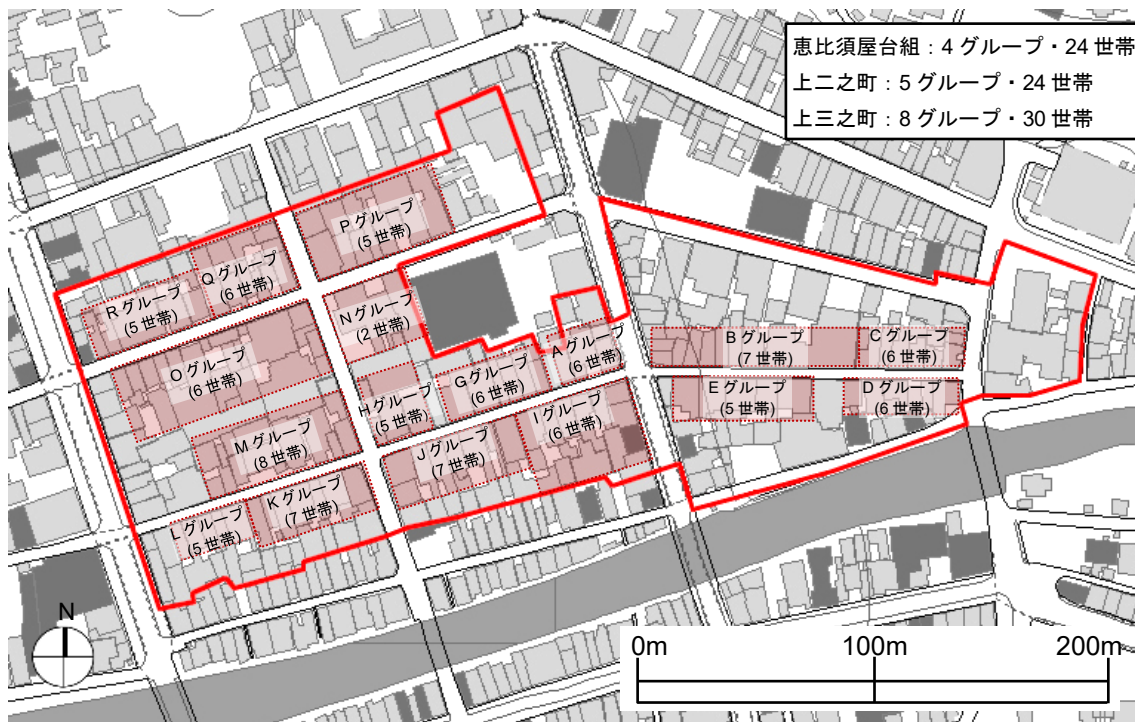 恵比須屋台組：4 グループ・24 世帯
上二之町：5 グループ・24 世帯
上三之町：8 グループ・30 世帯
P グループ
(5 世帯)
Q グループ
(6 世帯)
R グループ
(5 世帯)
N グループ
(2 世帯)
O グループ
(6 世帯)
A グループ
(6 世帯)
B グループ
(7 世帯)
C グループ
(6 世帯)
G グループ
(6 世帯)
H グループ
(5 世帯)
E グループ
(5 世帯)
D グループ
(6 世帯)
I グループ
(6 世帯)
M グループ
(8 世帯)
J グループ
(7 世帯)
K グループ
(7 世帯)
L グループ
(5 世帯)
N
0m 100m 200m